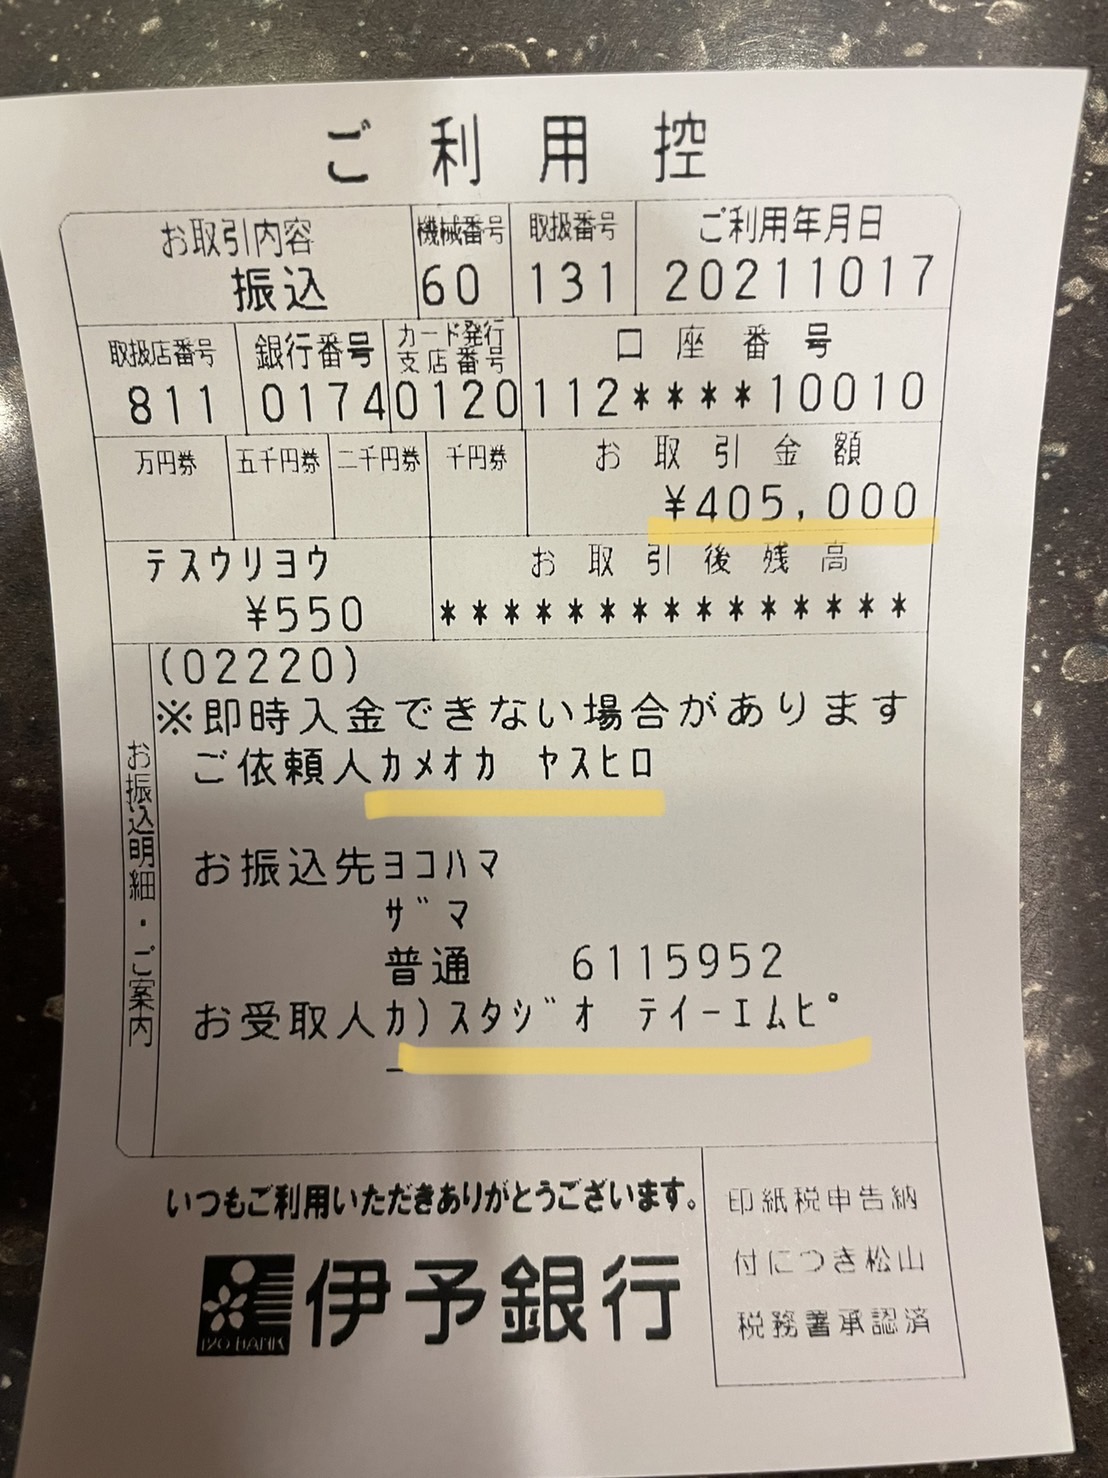 ご利用控
お取引内容 機械番号 取扱番号 ご利用年月日
振込 60 131 20211017
取扱店番号 銀行番号 カード発行支店番号 口座番号
811 0174 0120 112****10010
万円券 五千円券 二千円券 千円券 お取引金額
¥405,000
テスウリヨウ お取引後残高
¥550 ***************
(02220)
※即時入金できない場合があります
ご依頼人カメオカ ヤスヒロ
お振込先ヨコハマ
ザマ
普通 6115952
お受取人カ)スタジオ テイーエムピ
ー
お振込明細・ご案内
いつもご利用いただきありがとうございます。
IYO BANK 伊予銀行
印紙税申告納
付につき松山
税務署承認済